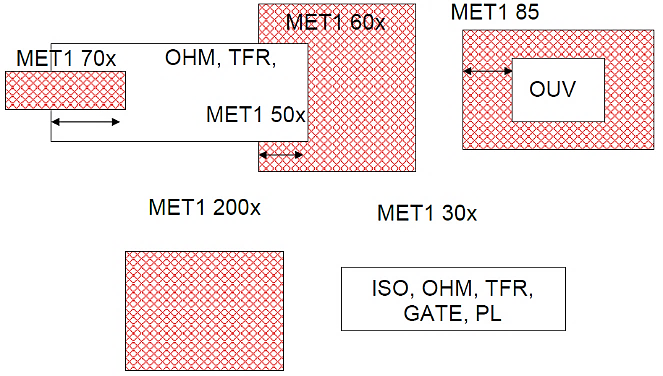 MET1 85
MET1 60x
MET1 70x
OHM, TFR,
OUV
MET1 50x
MET1 200x
MET1 30x
ISO, OHM, TFR,
GATE, PL